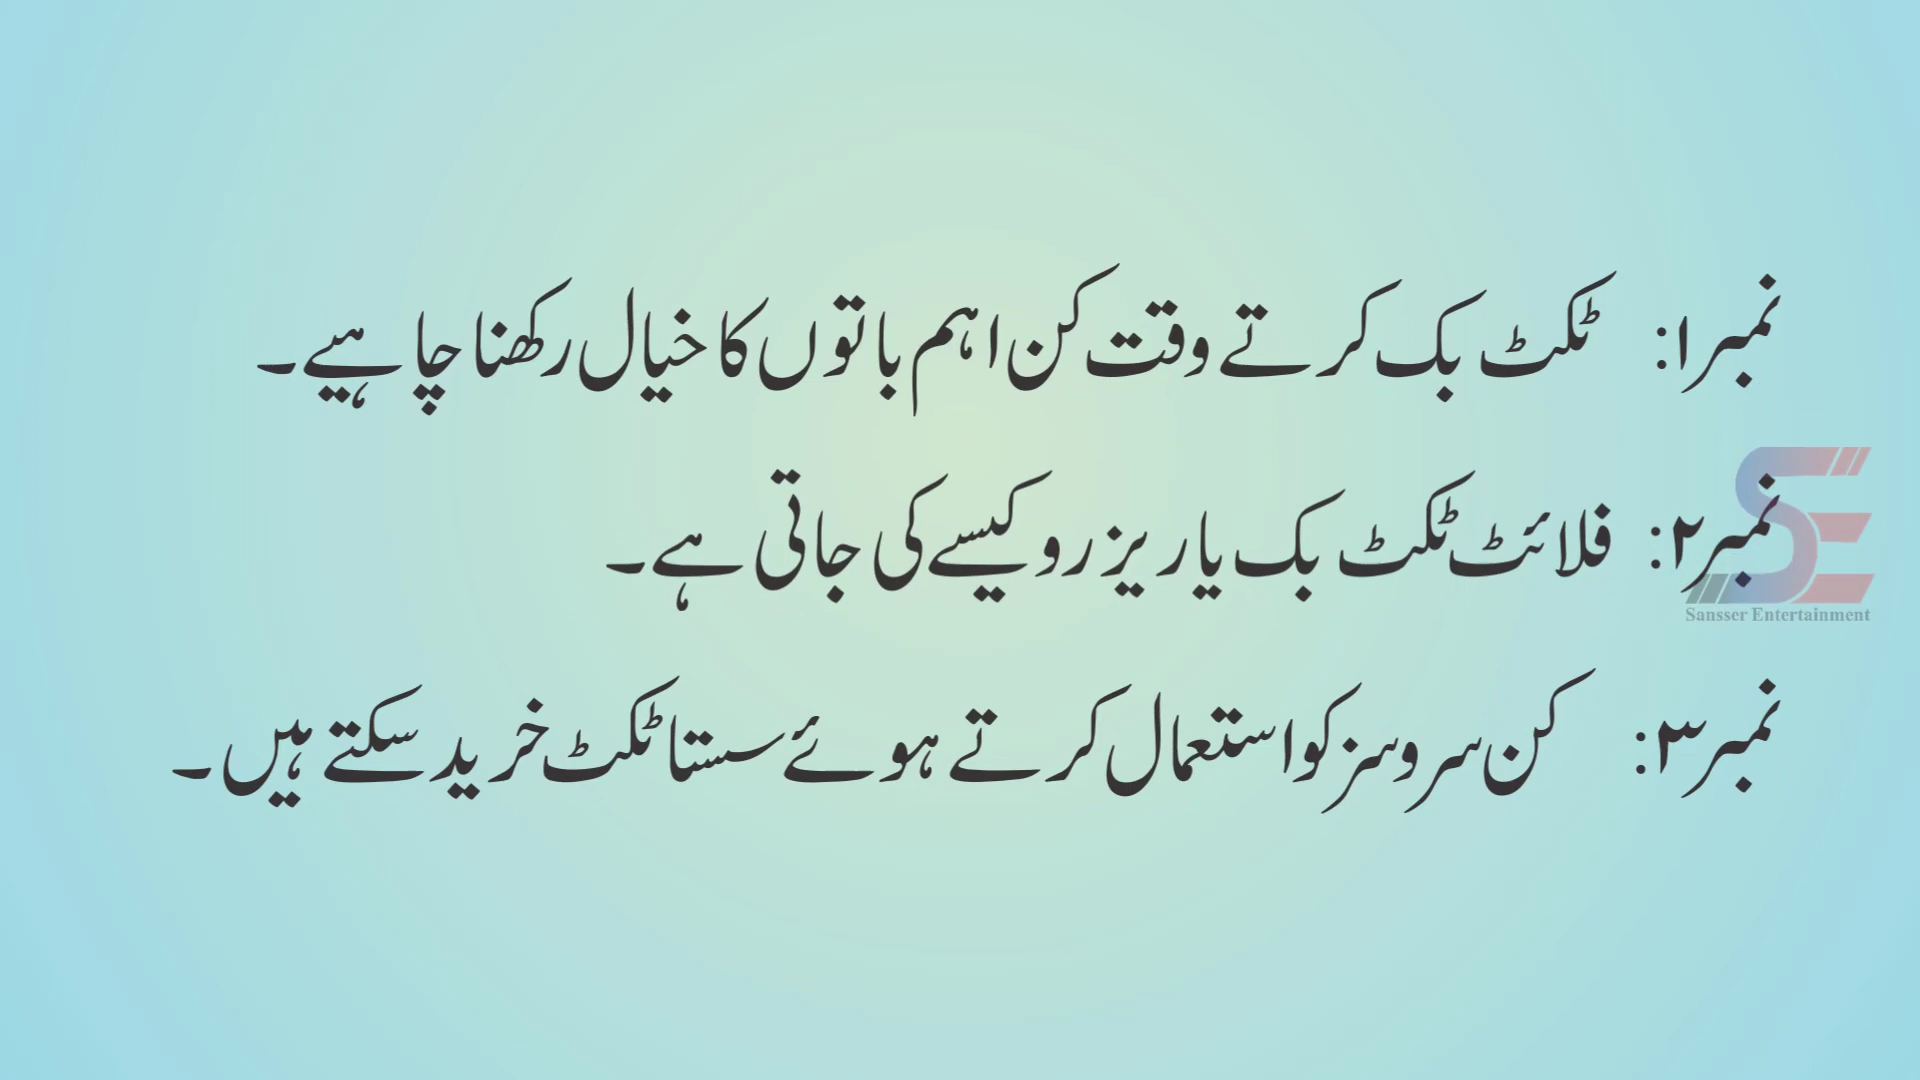 نمبر۱: ٹکٹ بک کرتے وقت کن اہم باتوں کا خیال رکھنا چاہیے۔
نمبر۲: فلائٹ ٹکٹ بک یا ریزرو کیسے کی جاتی ہے۔
Sansser Entertainment
نمبر۳: کن سروسز کو استعمال کرتے ہوئے سستا ٹکٹ خرید سکتے ہیں۔